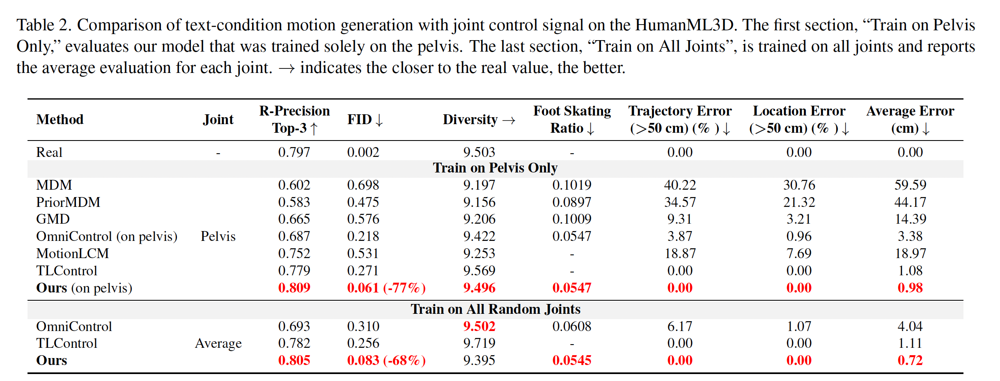 Table 2. Comparison of text-condition motion generation with joint control signal on the HumanML3D. The first section, “Train on Pelvis
Only,” evaluates our model that was trained solely on the pelvis. The last section, “Train on All Joints”, is trained on all joints and reports
the average evaluation for each joint. → indicates the closer to the real value, the better.
Method Joint R-Precision Top-3 ↑ FID ↓ Diversity → Foot Skating Ratio ↓ Trajectory Error (>50 cm) (% ) ↓ Location Error (>50 cm) (% ) ↓ Average Error (cm) ↓
Real - 0.797 0.002 9.503 - 0.00 0.00 0.00
Train on Pelvis Only
MDM 0.602 0.698 9.197 0.1019 40.22 30.76 59.59
PriorMDM 0.583 0.475 9.156 0.0897 34.57 21.32 44.17
GMD 0.665 0.576 9.206 0.1009 9.31 3.21 14.39
OmniControl (on pelvis) Pelvis 0.687 0.218 9.422 0.0547 3.87 0.96 3.38
MotionLCM 0.752 0.531 9.253 - 18.87 7.69 18.97
TLControl 0.779 0.271 9.569 - 0.00 0.00 1.08
Ours (on pelvis) 0.809 0.061 (-77%) 9.496 0.0547 0.00 0.00 0.98
Train on All Random Joints
OmniControl 0.693 0.310 9.502 0.0608 6.17 1.07 4.04
TLControl Average 0.782 0.256 9.719 - 0.00 0.00 1.11
Ours 0.805 0.083 (-68%) 9.395 0.0545 0.00 0.00 0.72